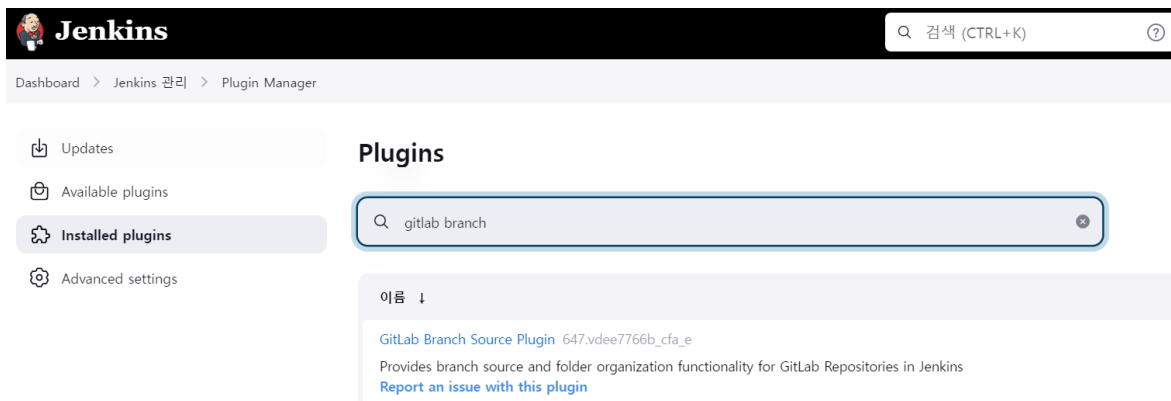 Jenkins
검색 (CTRL+K)
Dashboard > Jenkins 관리 > Plugin Manager
Updates
Available plugins
Installed plugins
Advanced settings
Plugins
gitlab branch
이름 ↓
GitLab Branch Source Plugin 647.vdee7766b_cfa_e
Provides branch source and folder organization functionality for GitLab Repositories in Jenkins
Report an issue with this plugin